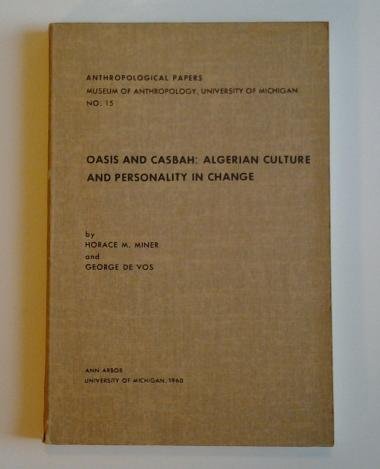 ANTHROPOLOGICAL PAPERS
MUSEUM OF ANTHROPOLOGY, UNIVERSITY OF MICHIGAN
NO. 15
OASIS AND CASBAH: ALGERIAN CULTURE
AND PERSONALITY IN CHANGE
by
HORACE M. MINER
and
GEORGE DE VOS
ANN ARBOR
UNIVERSITY OF MICHIGAN, 1960